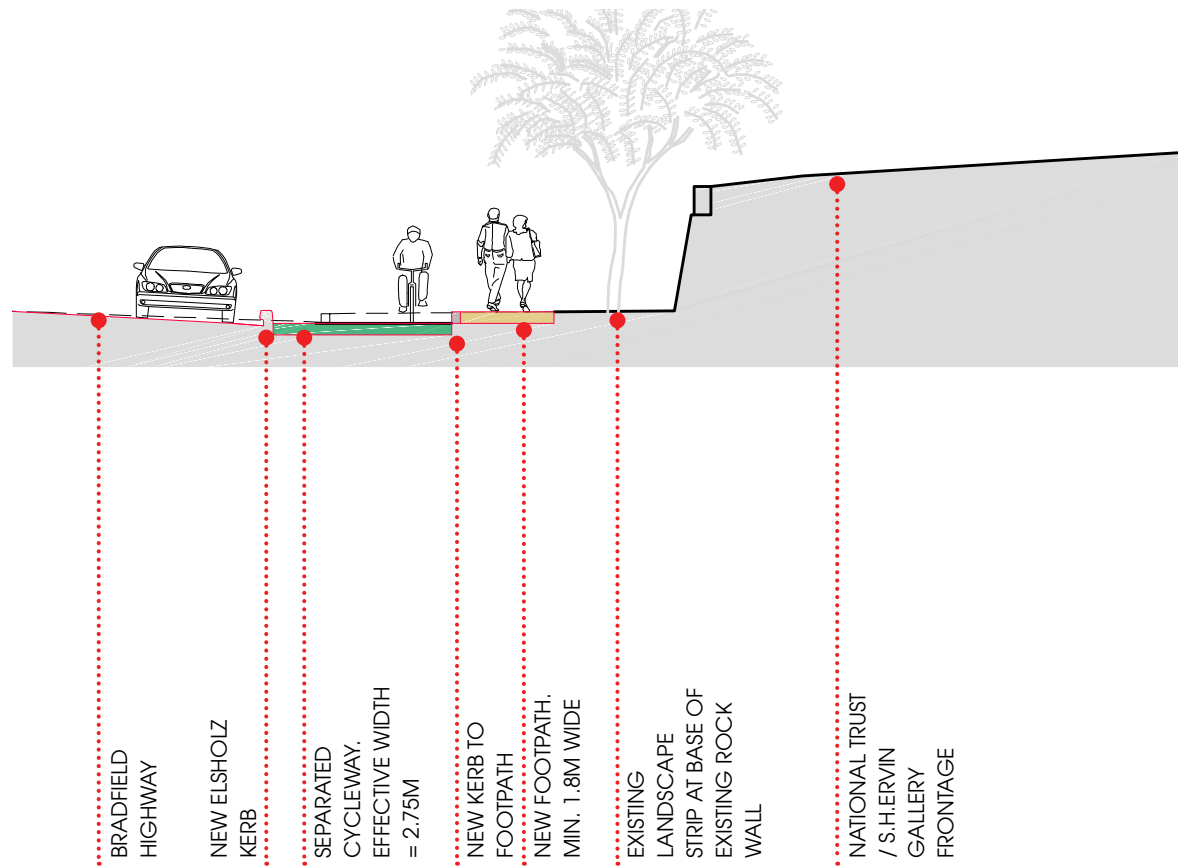 BRADFIELD
HIGHWAY
NEW ELSHOLZ
KERB
SEPARATED
CYCLEWAY.
EFFECTIVE WIDTH
= 2.75M
NEW KERB TO
FOOTPATH
NEW FOOTPATH.
MIN. 1.8M WIDE
EXISTING
LANDSCAPE
STRIP AT BASE OF
EXISTING ROCK
WALL
NATIONAL TRUST
/ S.H.ERVIN
GALLERY
FRONTAGE